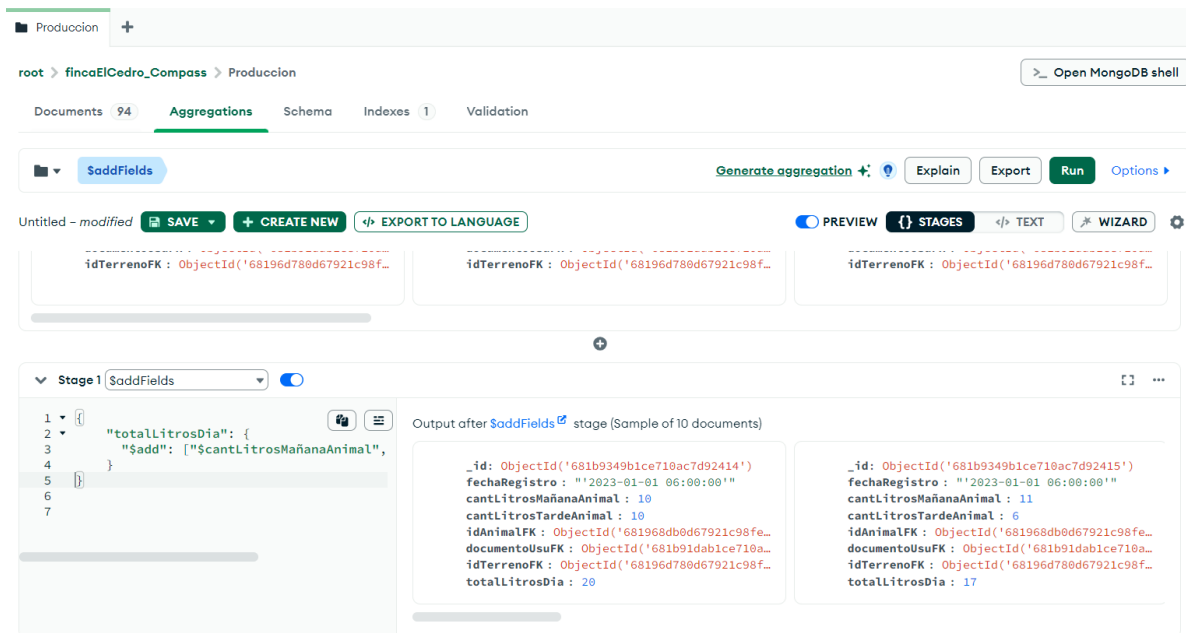 Produccion
root > fincaElCedro_Compass > Produccion
>_ Open MongoDB shell
Documents 94 Aggregations Schema Indexes 1 Validation
$addFields
Generate aggregation Explain Export Run Options
Untitled – modified SAVE + CREATE NEW </> EXPORT TO LANGUAGE PREVIEW {} STAGES </> TEXT WIZARD
idTerrenoFK : ObjectId('68196d780d67921c98f…
idTerrenoFK : ObjectId('68196d780d67921c98f…
idTerrenoFK : ObjectId('68196d780d67921c98f…
Stage 1 $addFields
1 {
2 "totalLitrosDia": {
3 "$add": ["$cantLitrosMañanaAnimal",
4 }
5 }
6
7
Output after $addFields stage (Sample of 10 documents)
_id: ObjectId('681b9349b1ce710ac7d92414')
fechaRegistro : "'2023-01-01 06:00:00'"
cantLitrosMañanaAnimal : 10
cantLitrosTardeAnimal : 10
idAnimalFK : ObjectId('681968db0d67921c98fe…
documentoUsuFK : ObjectId('681b91dab1ce710a…
idTerrenoFK : ObjectId('68196d780d67921c98f…
totalLitrosDia : 20
_id: ObjectId('681b9349b1ce710ac7d92415')
fechaRegistro : "'2023-01-01 06:00:00'"
cantLitrosMañanaAnimal : 11
cantLitrosTardeAnimal : 6
idAnimalFK : ObjectId('681968db0d67921c98fe…
documentoUsuFK : ObjectId('681b91dab1ce710a…
idTerrenoFK : ObjectId('68196d780d67921c98f…
totalLitrosDia : 17